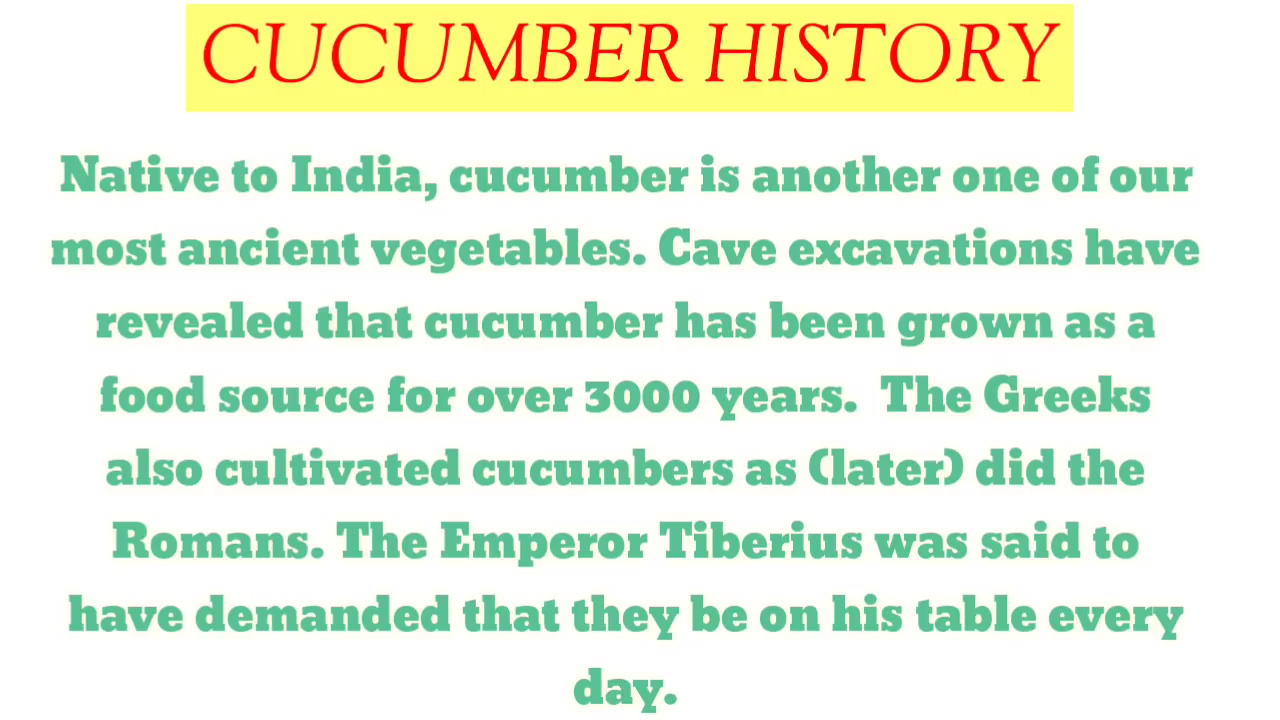 CUCUMBER HISTORY
Native to India, cucumber is another one of our
most ancient vegetables. Cave excavations have
revealed that cucumber has been grown as a
food source for over 3000 years.  The Greeks
also cultivated cucumbers as (later) did the
Romans. The Emperor Tiberius was said to
have demanded that they be on his table every
day.